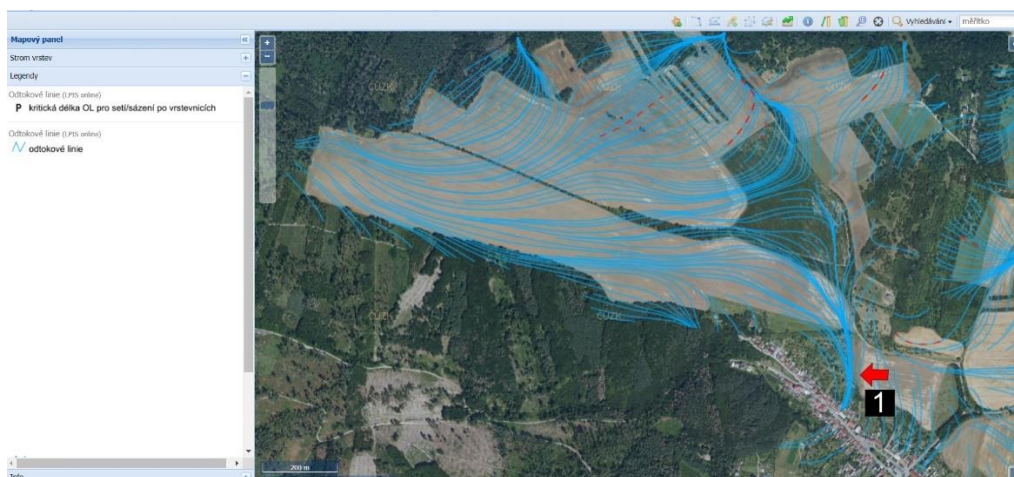 Vyhledávání
měřítko
Mapový panel
Strom vrstev
Legendy
Odtokové linie (LPIS online)
P kritická délka OL pro setí/sázení po vrstevnicích
Odtokové linie (LPIS online)
odtokové linie
ČÚZK
ČÚZK
ČÚZK
ČÚZK
ČÚZK
1
200 m
Info